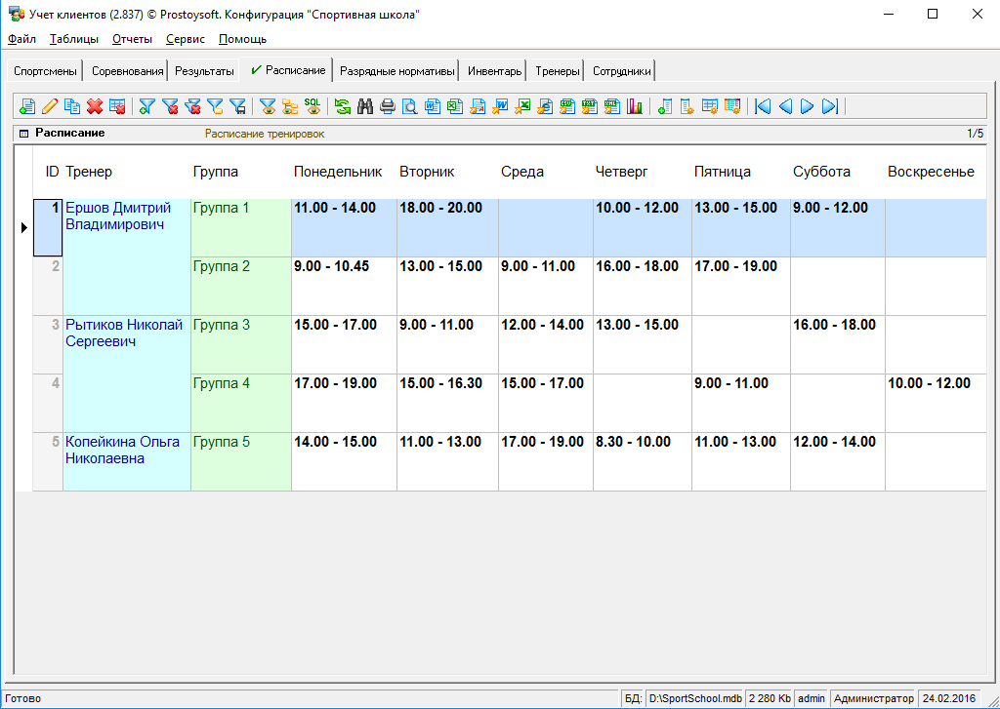 Учет клиентов (2.837) © Prostoysoft. Конфигурация "Спортивная школа"
Файл Таблицы Отчеты Сервис Помощь
Спортсмены Соревнования Результаты Расписание Разрядные нормативы Инвентарь Тренеры Сотрудники
SQL
Расписание Расписание тренировок 1/5
ID Тренер Группа Понедельник Вторник Среда Четверг Пятница Суббота Воскресенье
1 Ершов Дмитрий Группа 1 11.00 - 14.00 18.00 - 20.00 10.00 - 12.00 13.00 - 15.00 9.00 - 12.00
Владимирович
2 Группа 2 9.00 - 10.45 13.00 - 15.00 9.00 - 11.00 16.00 - 18.00 17.00 - 19.00
3 Рытиков Николай Группа 3 15.00 - 17.00 9.00 - 11.00 12.00 - 14.00 13.00 - 15.00 16.00 - 18.00
Сергеевич
4 Группа 4 17.00 - 19.00 15.00 - 16.30 15.00 - 17.00 9.00 - 11.00 10.00 - 12.00
5 Копейкина Ольга Группа 5 14.00 - 15.00 11.00 - 13.00 17.00 - 19.00 8.30 - 10.00 11.00 - 13.00 12.00 - 14.00
Николаевна
Готово БД: D:\SportSchool.mdb 2 280 Kb admin Администратор 24.02.2016